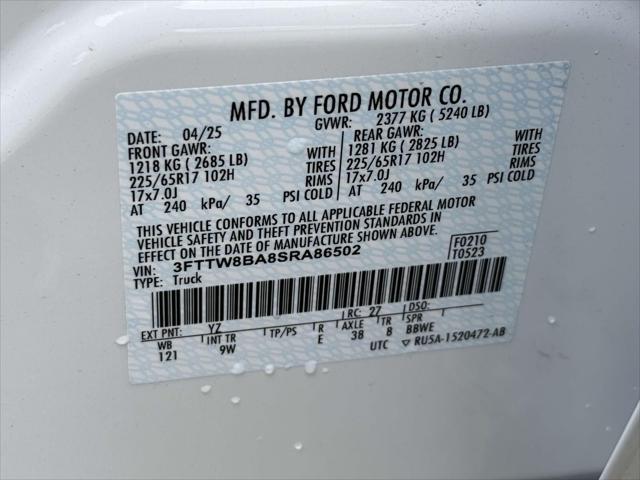 MFD. BY FORD MOTOR CO.
DATE: 04/25 GVWR: 2377 KG ( 5240 LB)
FRONT GAWR: REAR GAWR:
1218 KG ( 2685 LB) WITH 1281 KG ( 2825 LB) WITH
225/65R17 102H TIRES 225/65R17 102H TIRES
17x7.0J RIMS 17x7.0J RIMS
AT 240 kPa/ 35 PSI COLD AT 240 kPa/ 35 PSI COLD
THIS VEHICLE CONFORMS TO ALL APPLICABLE FEDERAL MOTOR
VEHICLE SAFETY AND THEFT PREVENTION STANDARDS IN
EFFECT ON THE DATE OF MANUFACTURE SHOWN ABOVE.
VIN: 3FTTW8BA8SRA86502 F0210
TYPE: Truck T0523
EXT PNT: YZ RC: 27 DSO:
WB INT TR TP/PS R AXLE TR SPR
121 9W E 38 8 BBWE
UTC ▽ RU5A-1520472-AB